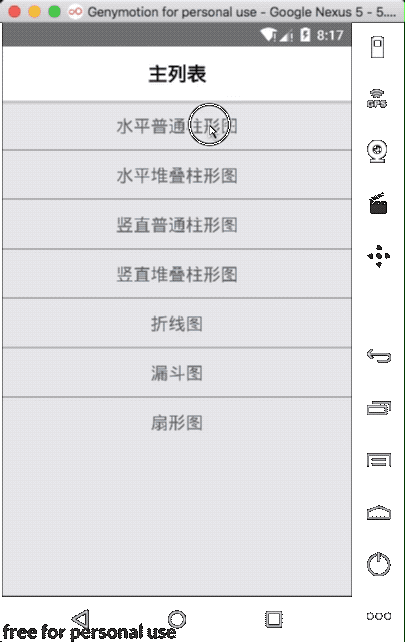 Genymotion for personal use - Google Nexus 5 - 5....
8:17
主列表
水平普通柱形图
GPS
水平堆叠柱形图
竖直普通柱形图
竖直堆叠柱形图
折线图
漏斗图
扇形图
free for personal use